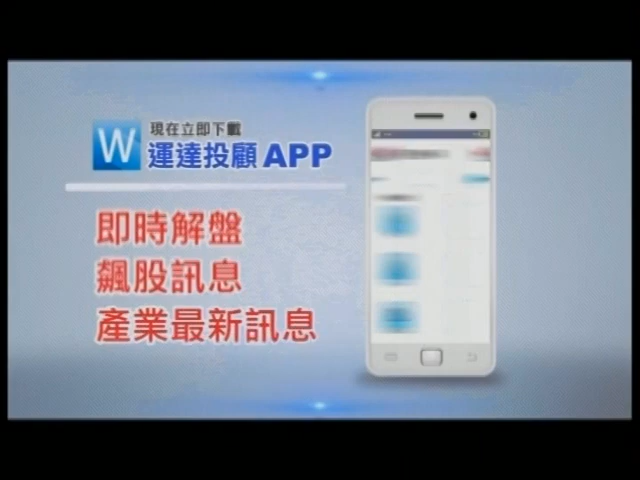 現在立即下載
W 運達投顧 APP
即時解盤
飆股訊息
產業最新訊息